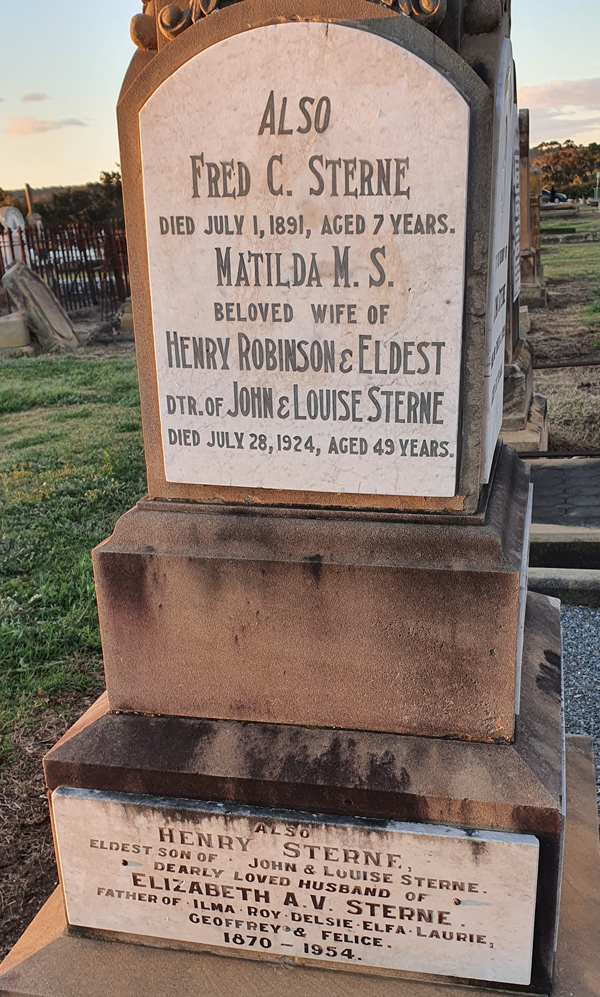 ALSO
FRED C. STERNE
DIED JULY 1, 1891, AGED 7 YEARS.
MATILDA M. S.
BELOVED WIFE OF
HENRY ROBINSON & ELDEST
DTR. OF JOHN & LOUISE STERNE
DIED JULY 28, 1924, AGED 49 YEARS.
ALSO
HENRY STERNE,
ELDEST SON OF JOHN & LOUISE STERNE.
DEARLY LOVED HUSBAND OF
ELIZABETH A.V. STERNE.
FATHER OF · ILMA · ROY · DELSIE · ELFA · LAURIE,
GEOFFREY & FELICE.
1870 - 1954.